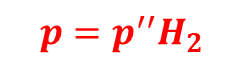 p = p''H₂